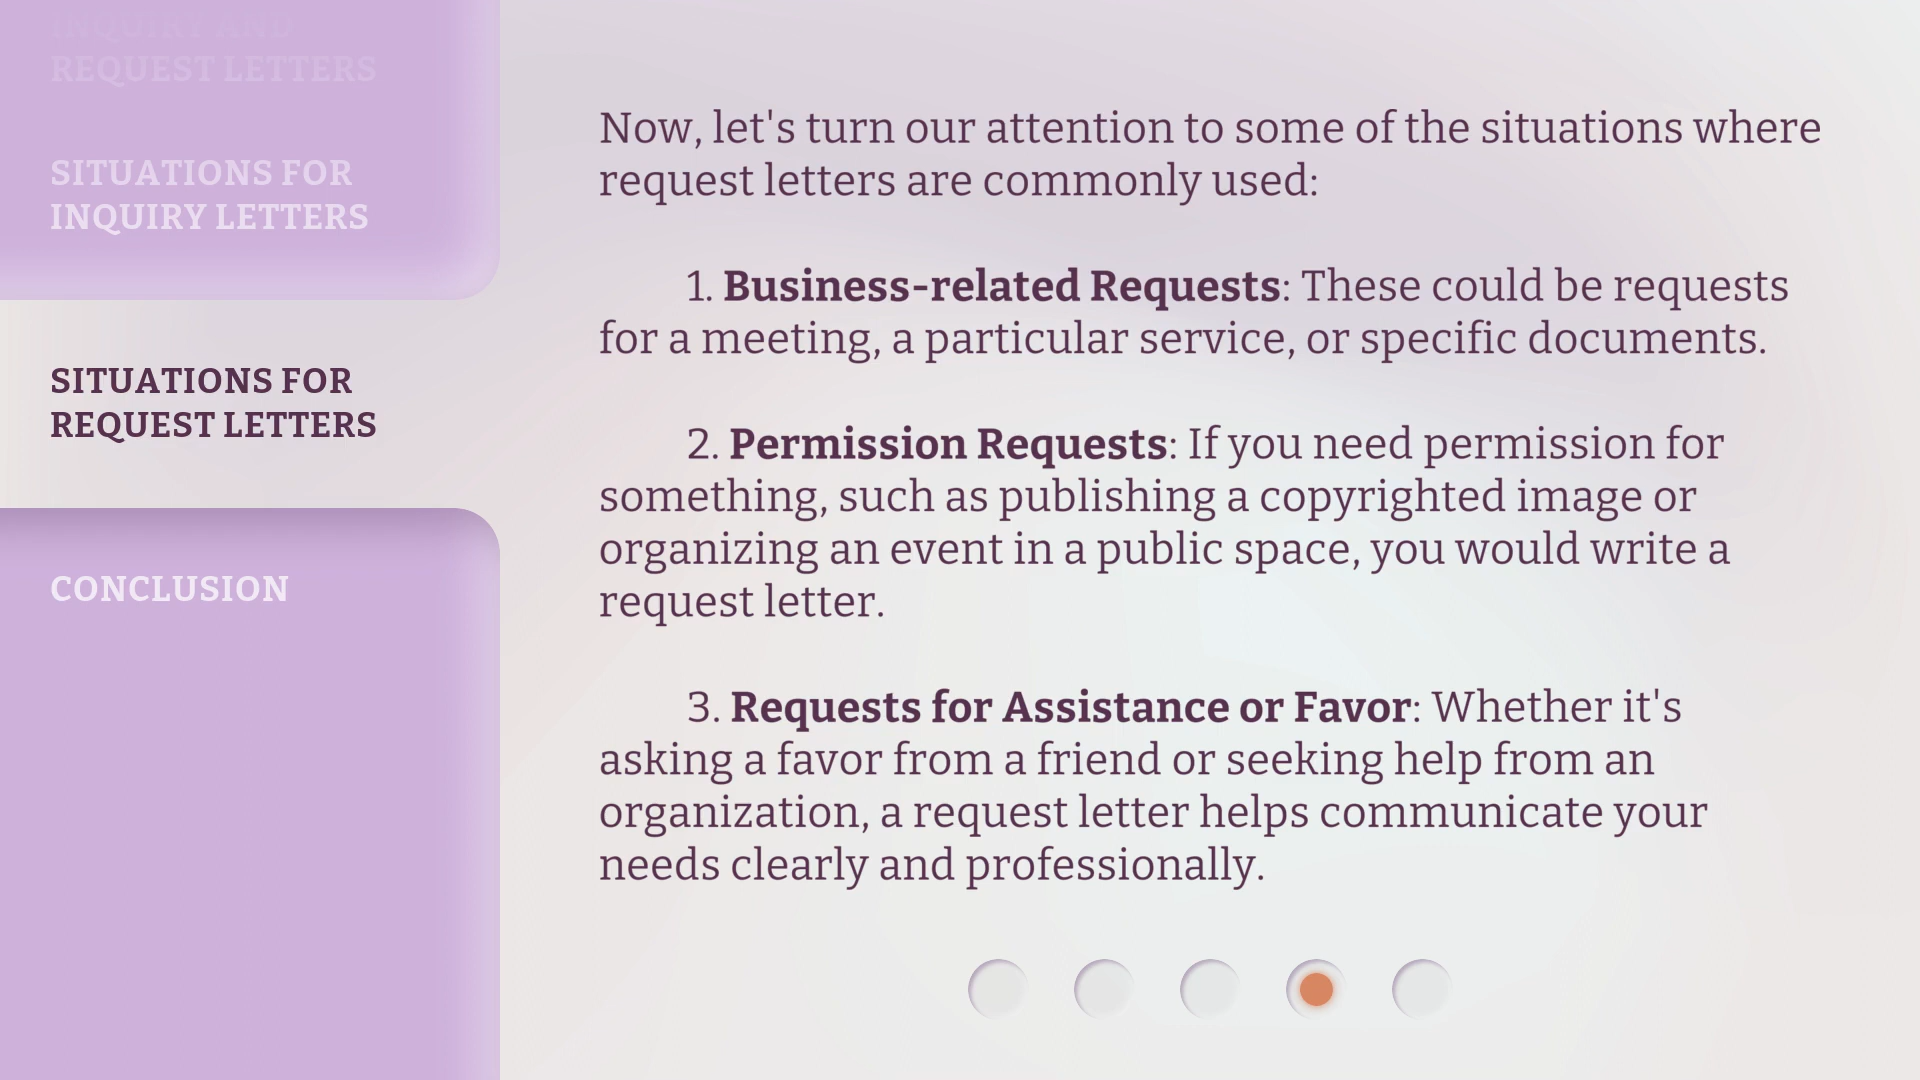 INQUIRY AND
REQUEST LETTERS
SITUATIONS FOR
INQUIRY LETTERS
SITUATIONS FOR
REQUEST LETTERS
CONCLUSION
Now, let's turn our attention to some of the situations where
request letters are commonly used:
1. Business-related Requests: These could be requests
for a meeting, a particular service, or specific documents.
2. Permission Requests: If you need permission for
something, such as publishing a copyrighted image or
organizing an event in a public space, you would write a
request letter.
3. Requests for Assistance or Favor: Whether it's
asking a favor from a friend or seeking help from an
organization, a request letter helps communicate your
needs clearly and professionally.